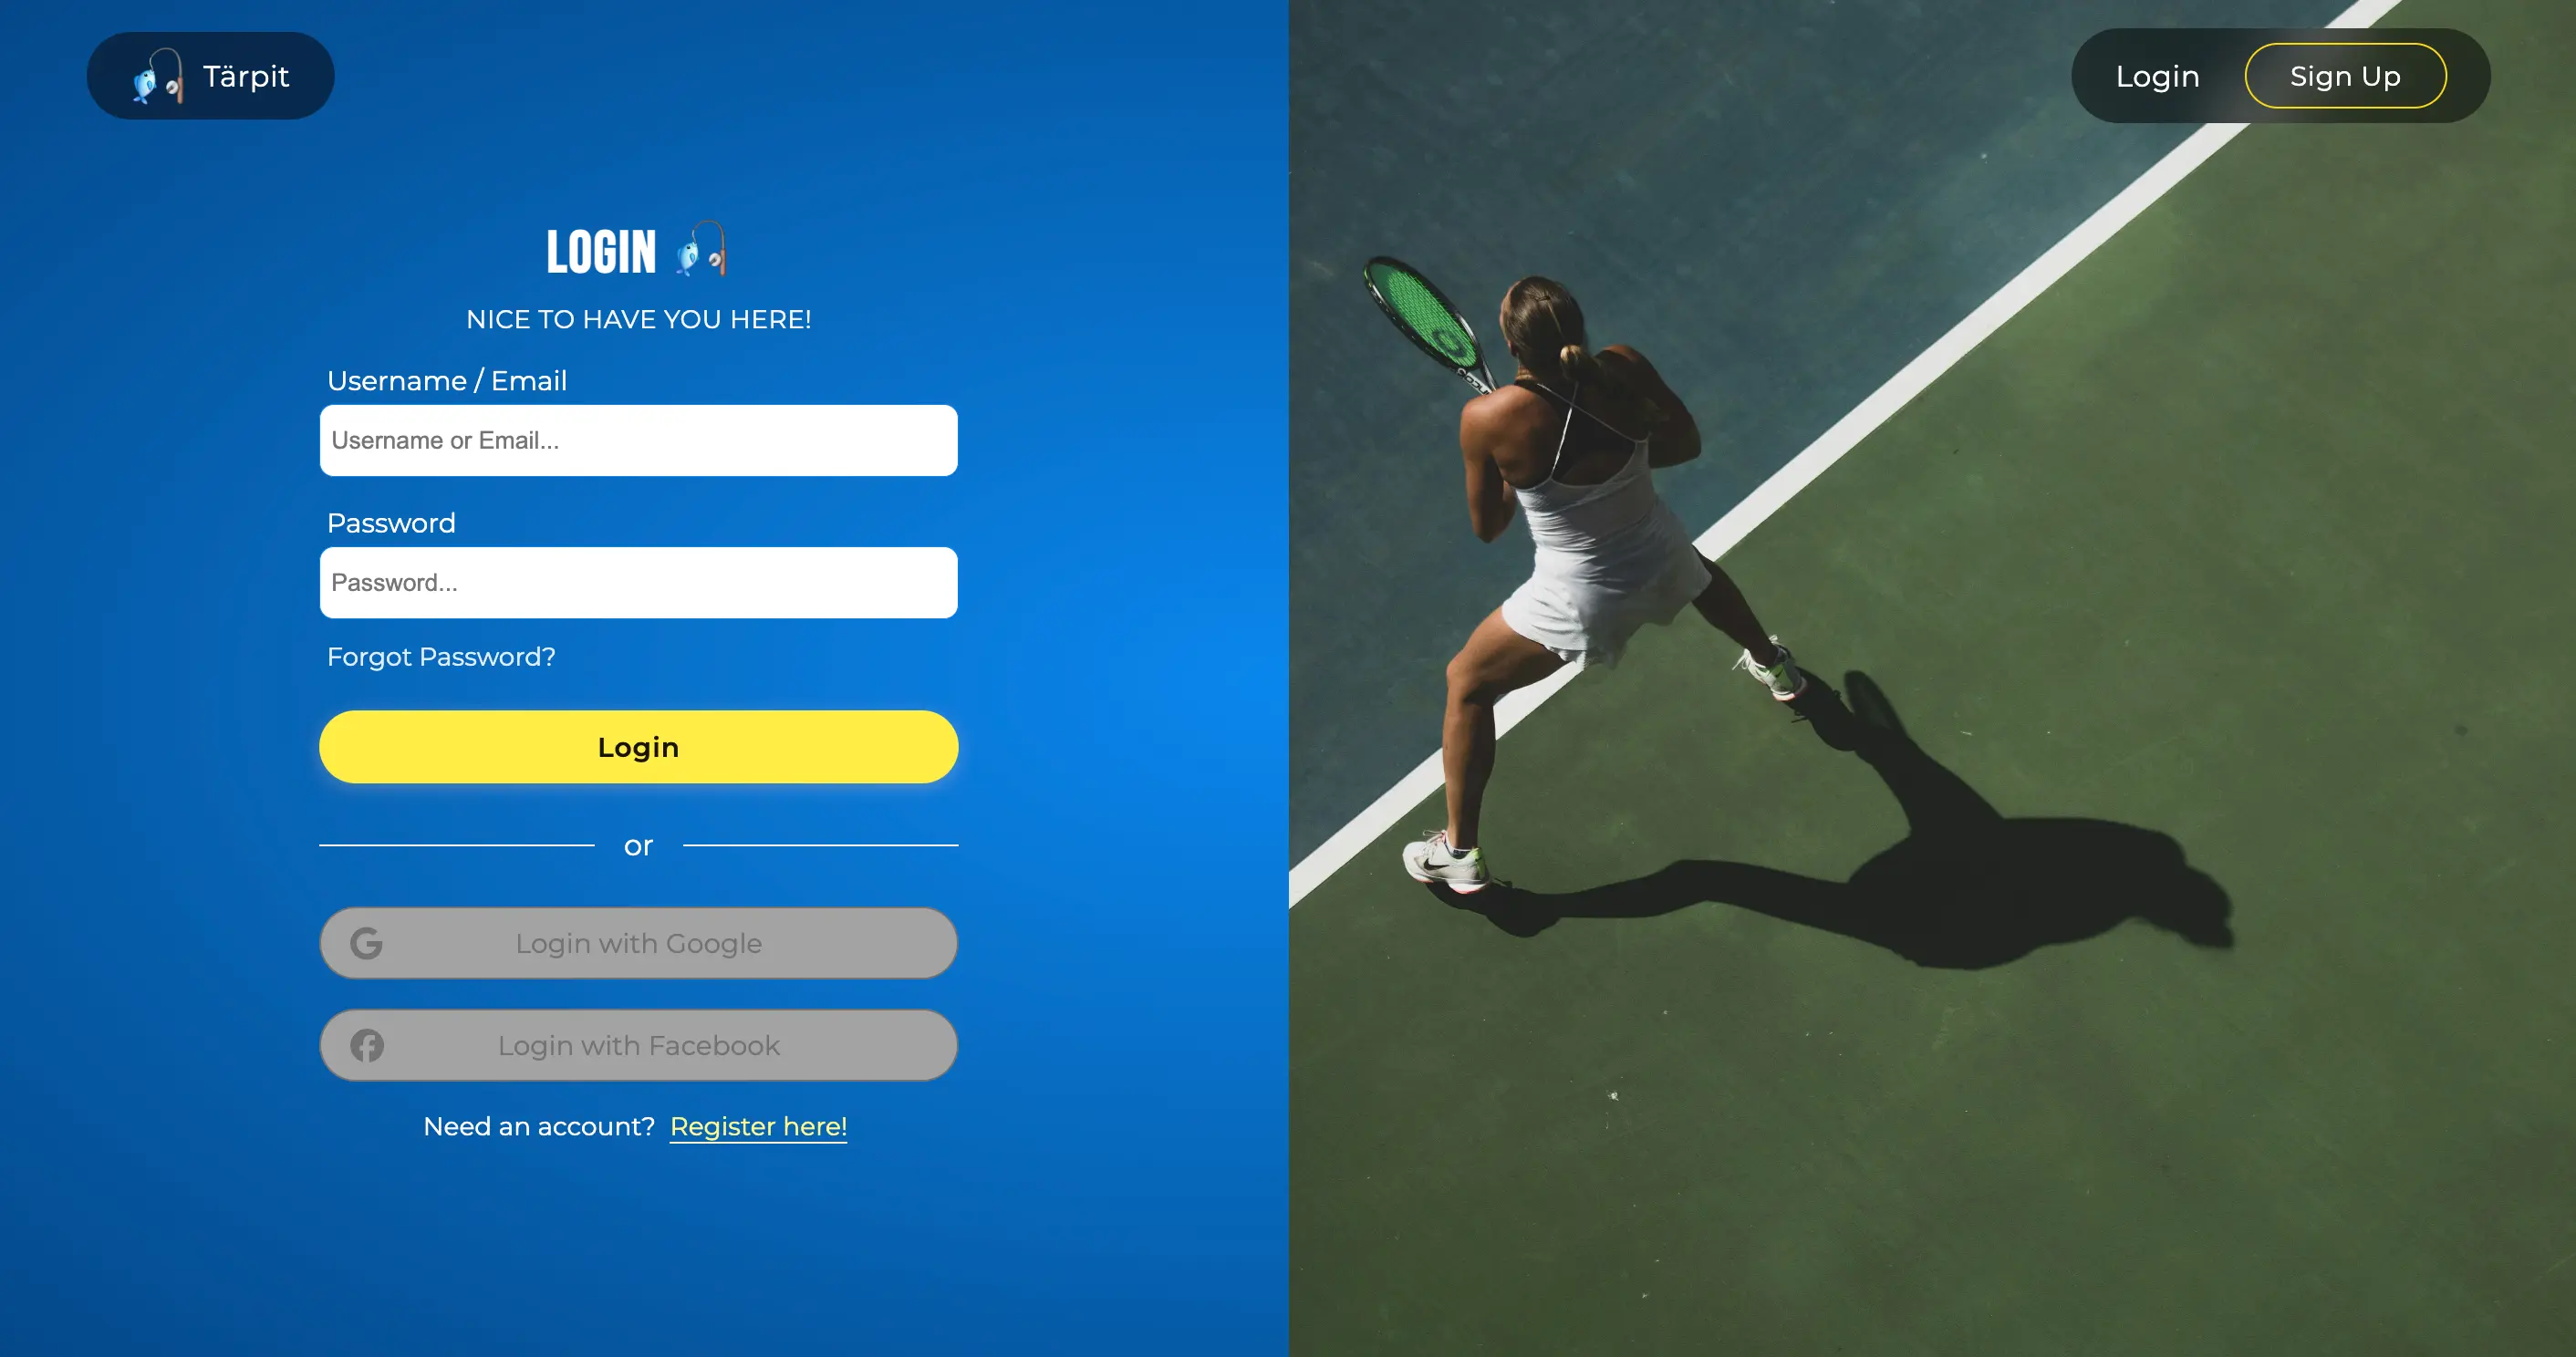 Tärpit
Login
Sign Up
LOGIN
NICE TO HAVE YOU HERE!
Username / Email
Username or Email...
Password
Password...
Forgot Password?
Login
or
Login with Google
Login with Facebook
Need an account? Register here!